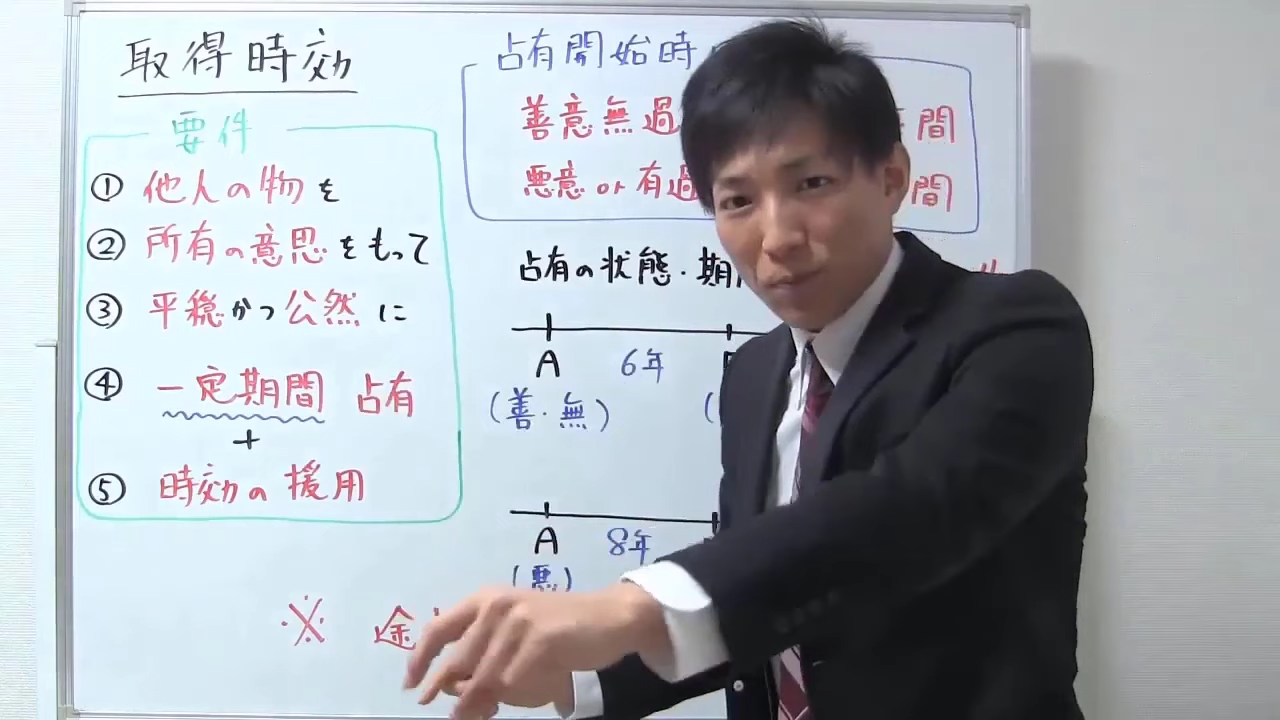 取得時効
要件
① 他人の物を
② 所有の意思をもって
③ 平穏かつ公然に
④ 一定期間 占有
+
⑤ 時効の援用
占有開始時
善意無過 間
悪意 or 有過 間
占有の状態・期
A 6年
(善・無) (
A 8年
(悪)
※ 途